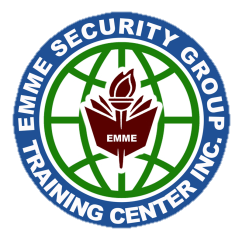 EMME SECURITY GROUP
TRAINING CENTER INC.
EMME